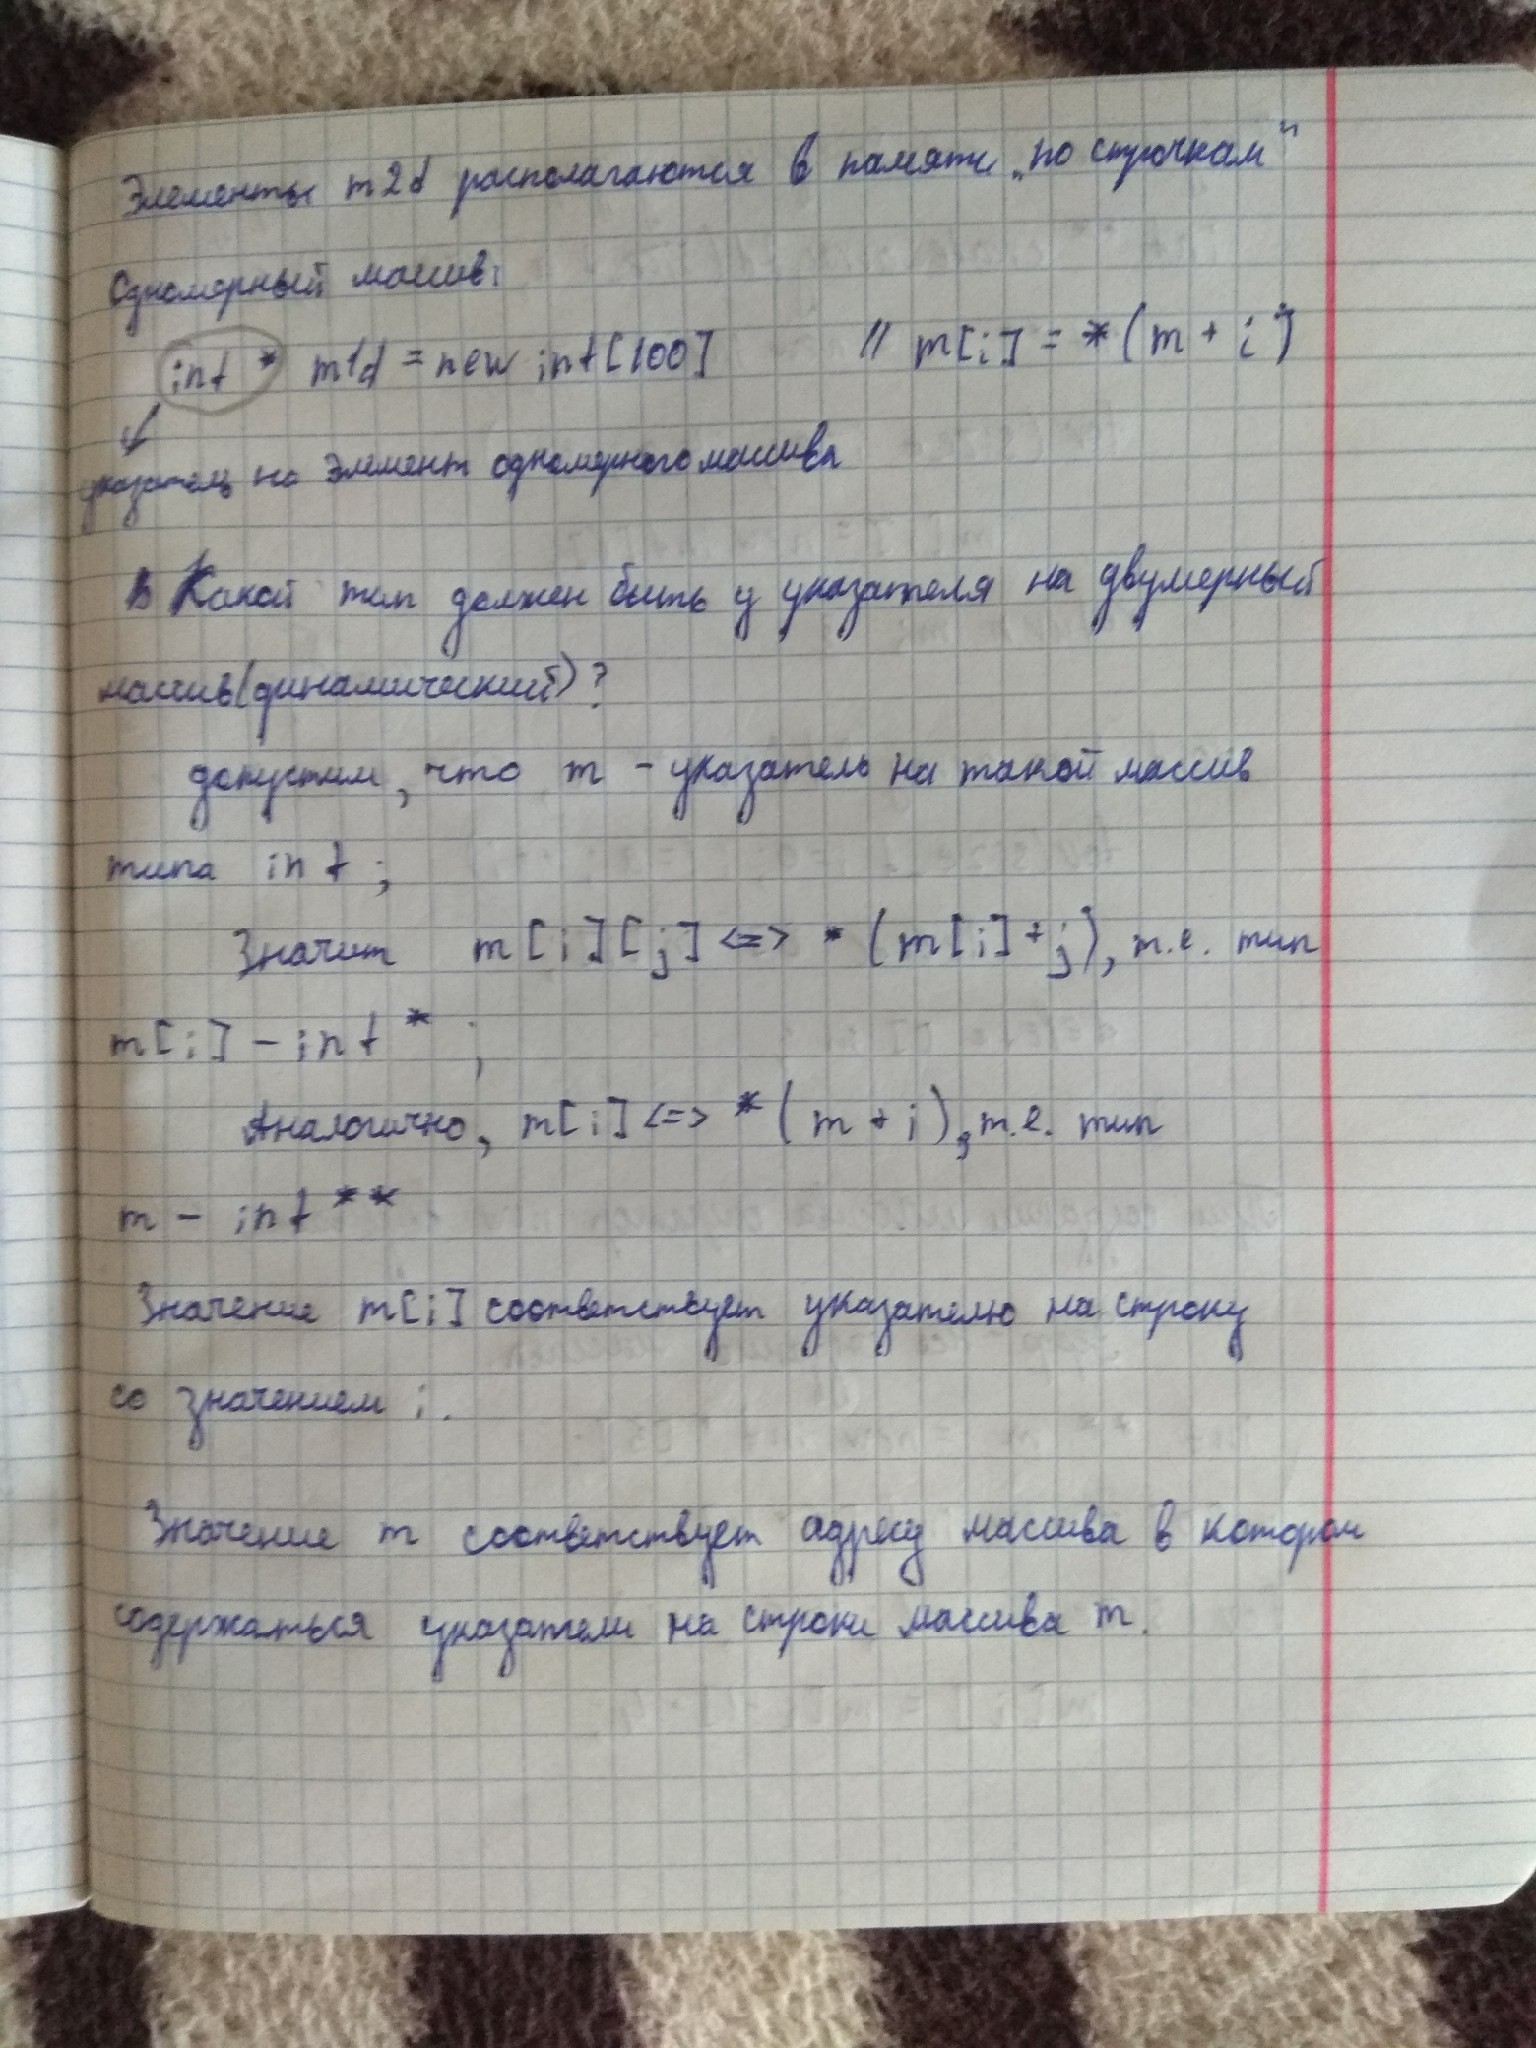 Элементы m2d располагаются в памяти „по строчкам"
Одномерный массив:
int * m1d = new int[100] // m[i] = *(m + i)
указатель на элемент одномерного массива
В Какой тип должен быть у указателя на двумерный
массив(динамический)?
допустим, что m - указатель на такой массив
типа int ;
Значит m[i][j] <=> *(m[i]+j), т.е. тип
m[i] - int * ;
Аналогично, m[i] <=> *(m + i), т.е. тип
m - int **
Значение m[i] соответствует указателю на строку
со значением i.
Значение m соответствует адресу массива в котором
содержаться указатели на строки массива m.